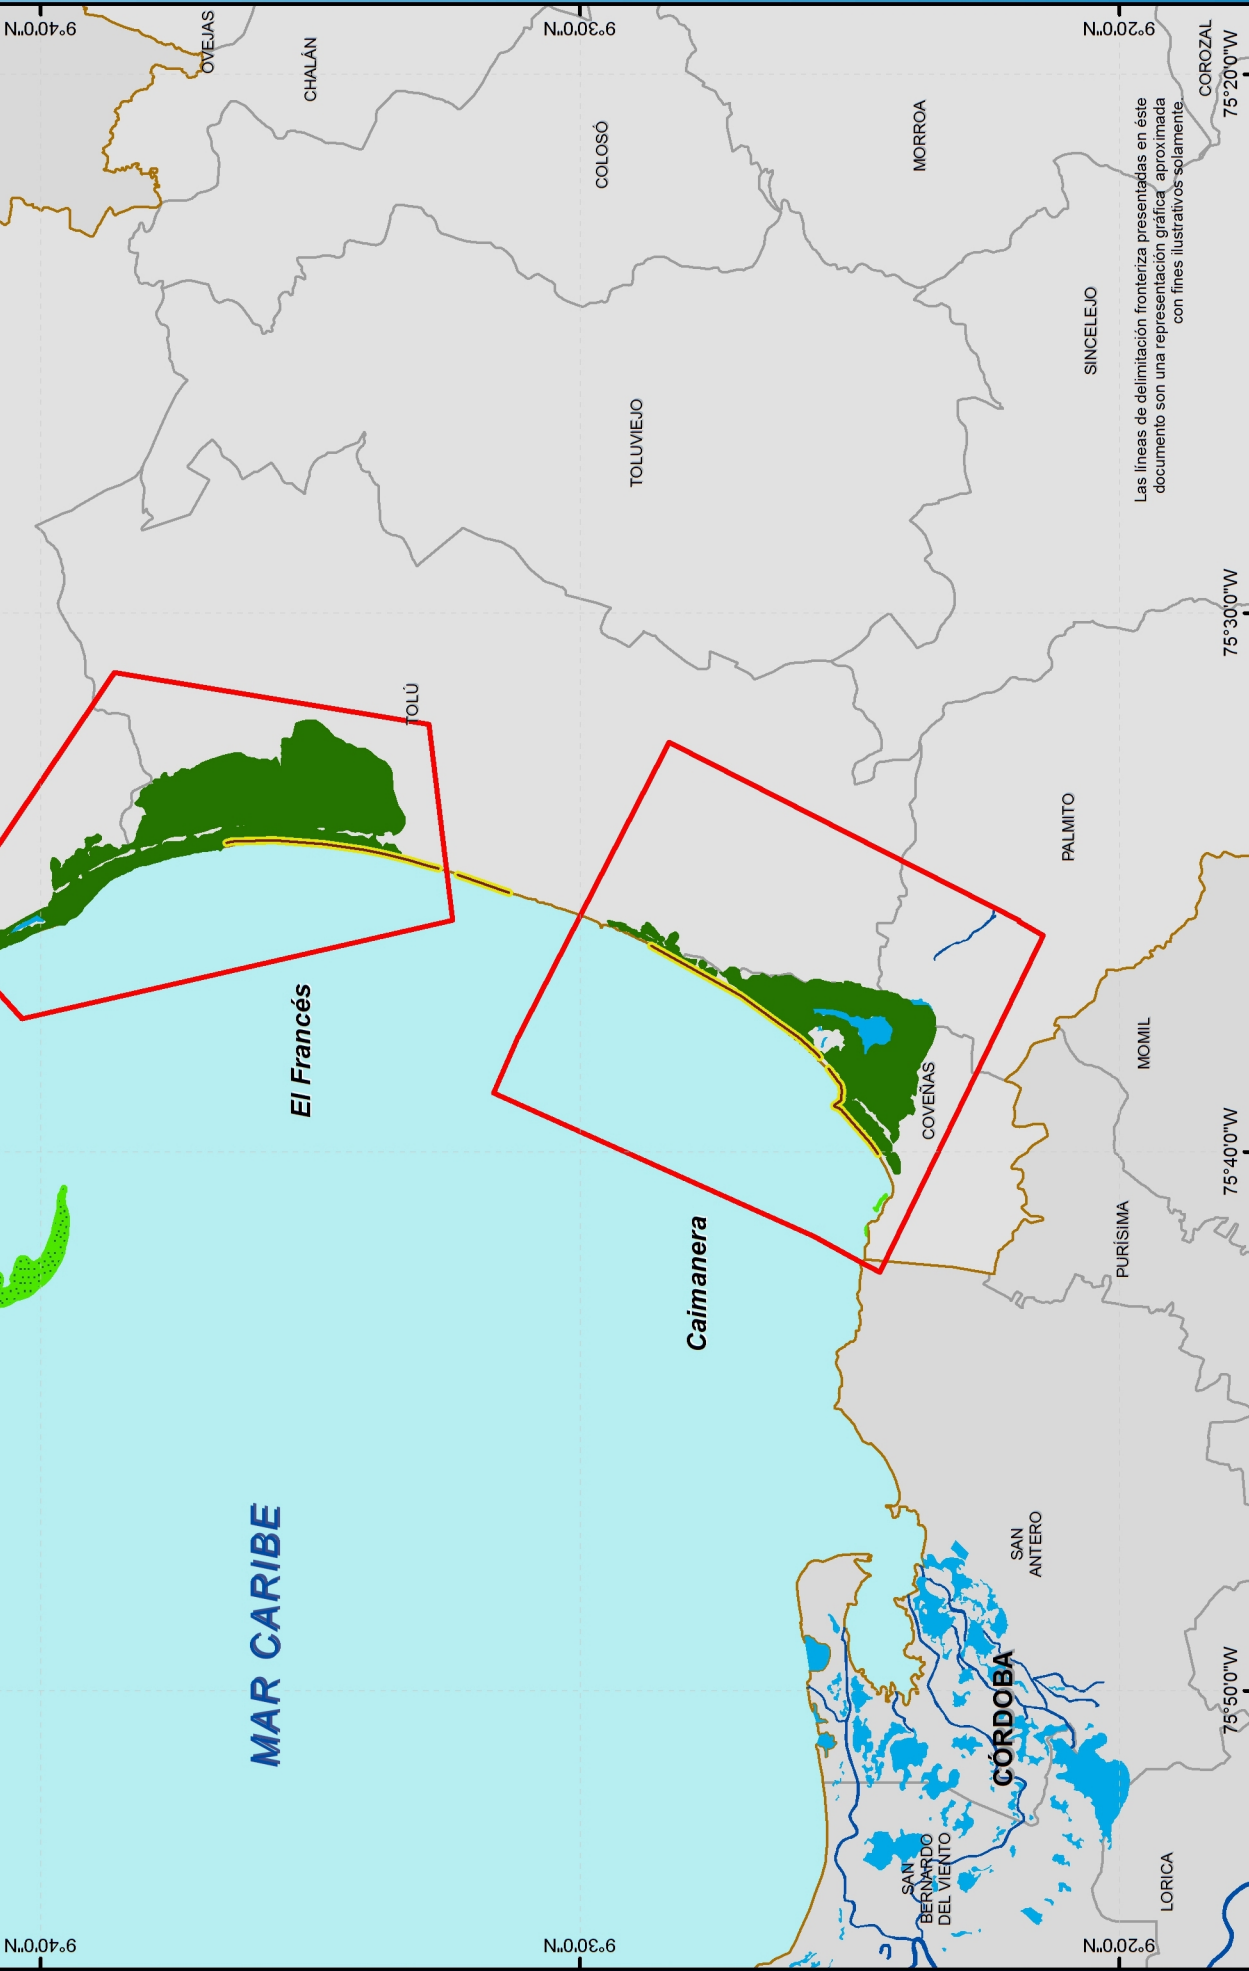 9°40'0"N
9°30'0"N
9°20'0"N
OVEJAS
CHALÁN
COLOSÓ
MORROA
COROZAL
75°20'0"W
Las líneas de delimitación fronteriza presentadas en éste
documento son una representación gráfica aproximada
con fines ilustrativos solamente.
SINCELEJO
TOLUVIEJO
75°30'0"W
TOLÚ
PALMITO
El Francés
MOMIL
COVEÑAS
75°40'0"W
PURÍSIMA
Caimanera
MAR CARIBE
SAN
ANTERO
CÓRDOBA
75°50'0"W
SAN
BERNARDO
DEL VIENTO
LORICA
9°40'0"N
9°30'0"N
9°20'0"N